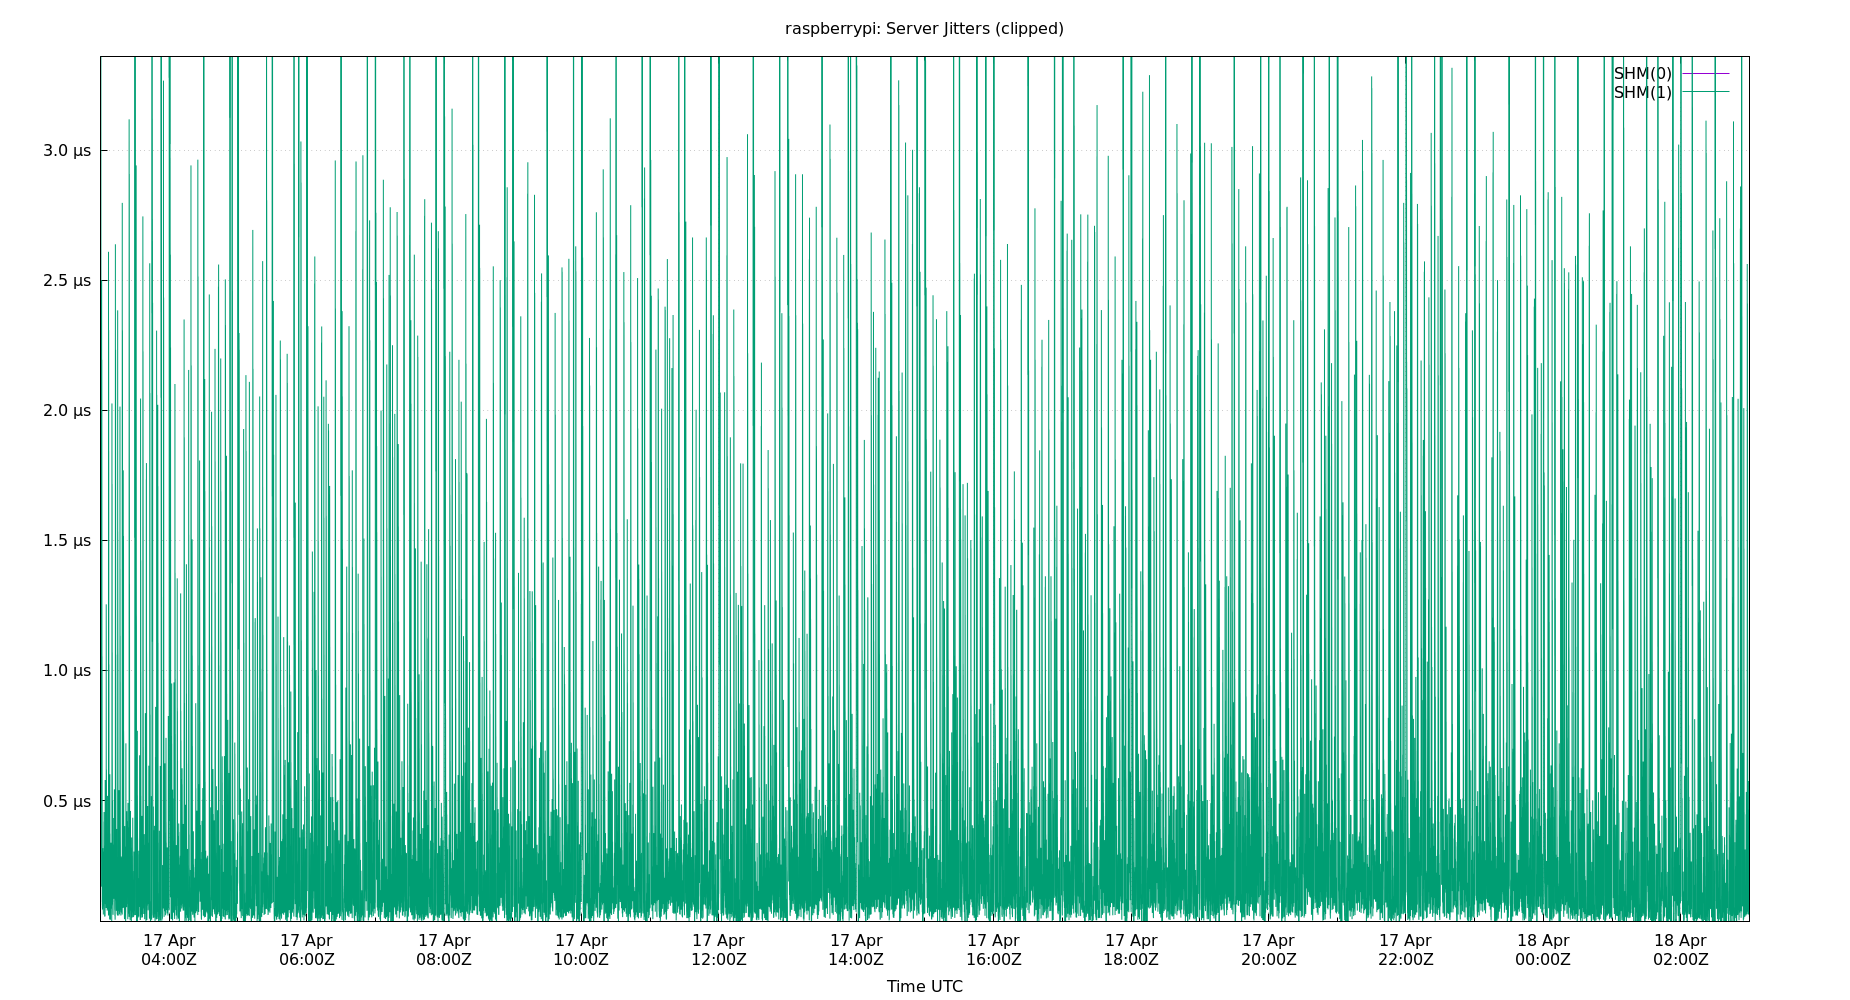 raspberrypi: Server Jitters (clipped)
SHM(0)
SHM(1)
3.0 µs
2.5 µs
2.0 µs
1.5 µs
1.0 µs
0.5 µs
17 Apr 17 Apr 17 Apr 17 Apr 17 Apr 17 Apr 17 Apr 17 Apr 17 Apr 17 Apr 18 Apr 18 Apr
04:00Z 06:00Z 08:00Z 10:00Z 12:00Z 14:00Z 16:00Z 18:00Z 20:00Z 22:00Z 00:00Z 02:00Z
Time UTC